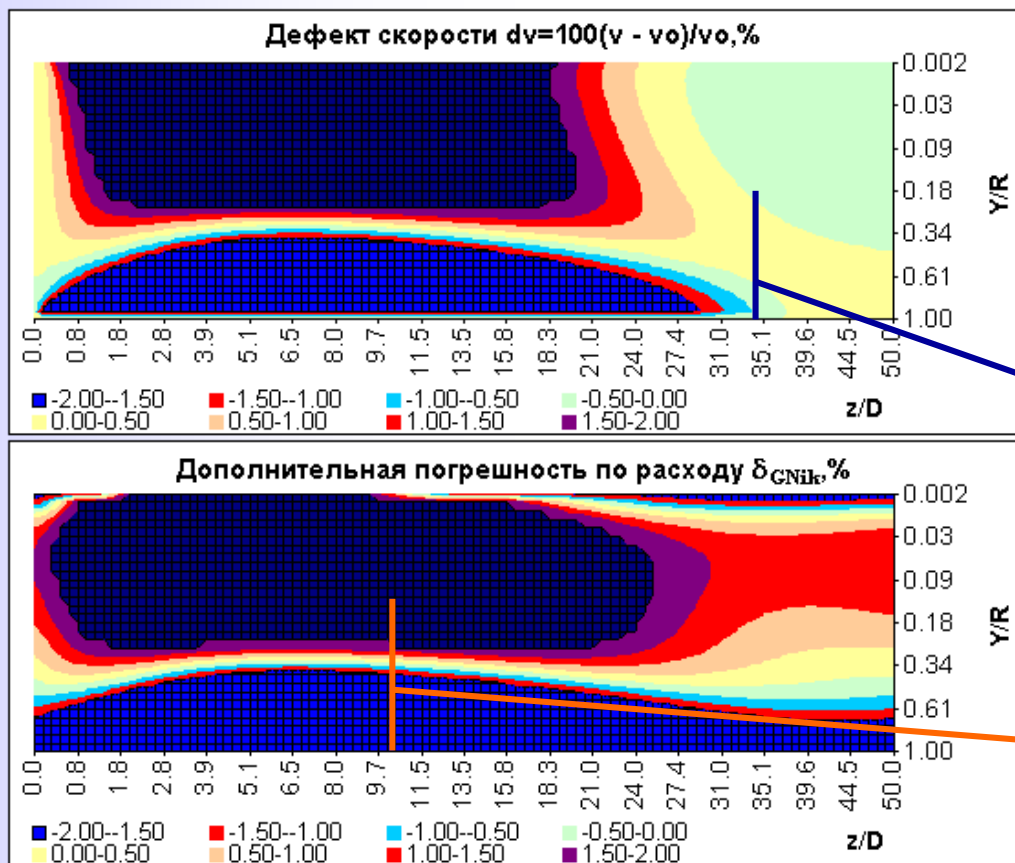 Дефект скорости dv=100(v - vo)/vo,%
0.002
0.03
0.09
0.18
0.34
0.61
1.00
Y/R
0.0 0.8 1.8 2.8 3.9 5.1 6.5 8.0 9.7 11.5 13.5 15.8 18.3 21.0 24.0 27.4 31.0 35.1 39.6 44.5 50.0
z/D
-2.00--1.50 -1.50--1.00 -1.00--0.50 -0.50-0.00
0.00-0.50 0.50-1.00 1.00-1.50 1.50-2.00
Дополнительная погрешность по расходу δGNik,%
0.002
0.03
0.09
0.18
0.34
0.61
1.00
Y/R
0.0 0.8 1.8 2.8 3.9 5.1 6.5 8.0 9.7 11.5 13.5 15.8 18.3 21.0 24.0 27.4 31.0 35.1 39.6 44.5 50.0
z/D
-2.00--1.50 -1.50--1.00 -1.00--0.50 -0.50-0.00
0.00-0.50 0.50-1.00 1.00-1.50 1.50-2.00